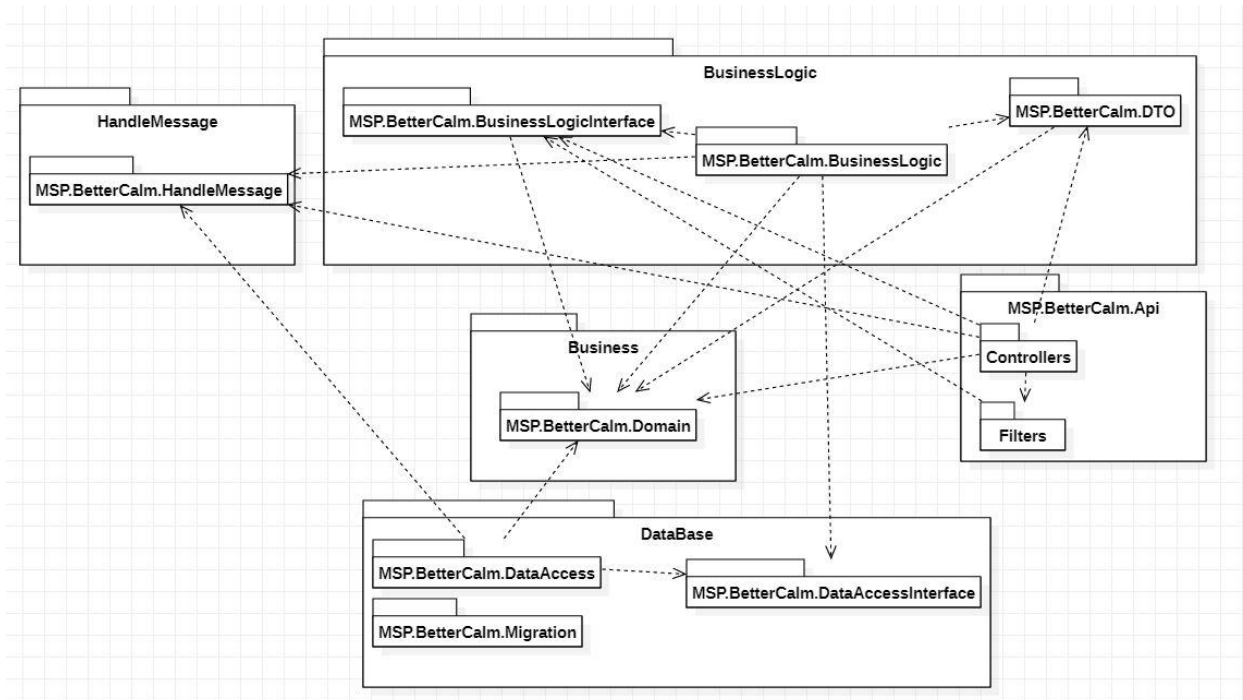 BusinessLogic
HandleMessage
MSP.BetterCalm.BusinessLogicInterface
MSP.BetterCalm.DTO
MSP.BetterCalm.BusinessLogic
MSP.BetterCalm.HandleMessage
MSP.BetterCalm.Api
Business
Controllers
MSP.BetterCalm.Domain
Filters
DataBase
MSP.BetterCalm.DataAccess
MSP.BetterCalm.DataAccessInterface
MSP.BetterCalm.Migration